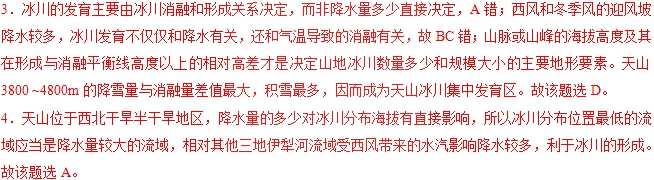 3．冰川的发育主要由冰川消融和形成关系决定，而非降水量多少直接决定，A 错；西风和冬季风的迎风坡
降水较多，冰川发育不仅仅和降水有关，还和气温导致的消融有关，故 BC 错；山脉或山峰的海拔高度及其
在形成与消融平衡线高度以上的相对高差才是决定山地冰川数量多少和规模大小的主要地形要素。天山
3800 ~4800m 的降雪量与消融量差值最大，积雪最多，因而成为天山冰川集中发育区。故该题选 D。
4．天山位于西北干旱半干旱地区，降水量的多少对冰川分布海拔有直接影响，所以冰川分布位置最低的流
域应当是降水量较大的流域，相对其他三地伊犁河流域受西风带来的水汽影响降水较多，利于冰川的形成。
故该题选 A。